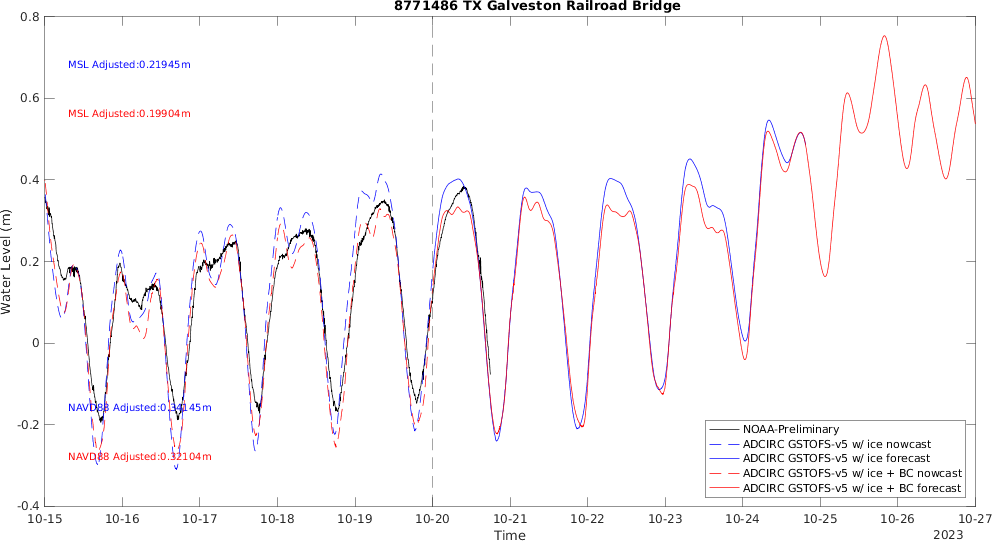 8771486 TX Galveston Railroad Bridge
0.8
0.6
0.4
0.2
0
-0.2
-0.4
Water Level (m)
MSL Adjusted:0.21945m
MSL Adjusted:0.19904m
NAVD88 Adjusted:0.34145m
NAVD88 Adjusted:0.32104m
NOAA-Preliminary
ADCIRC GSTOFS-v5 w/ ice nowcast
ADCIRC GSTOFS-v5 w/ ice forecast
ADCIRC GSTOFS-v5 w/ ice + BC nowcast
ADCIRC GSTOFS-v5 w/ ice + BC forecast
10-15 10-16 10-17 10-18 10-19 10-20 10-21 10-22 10-23 10-24 10-25 10-26 10-27
Time
2023